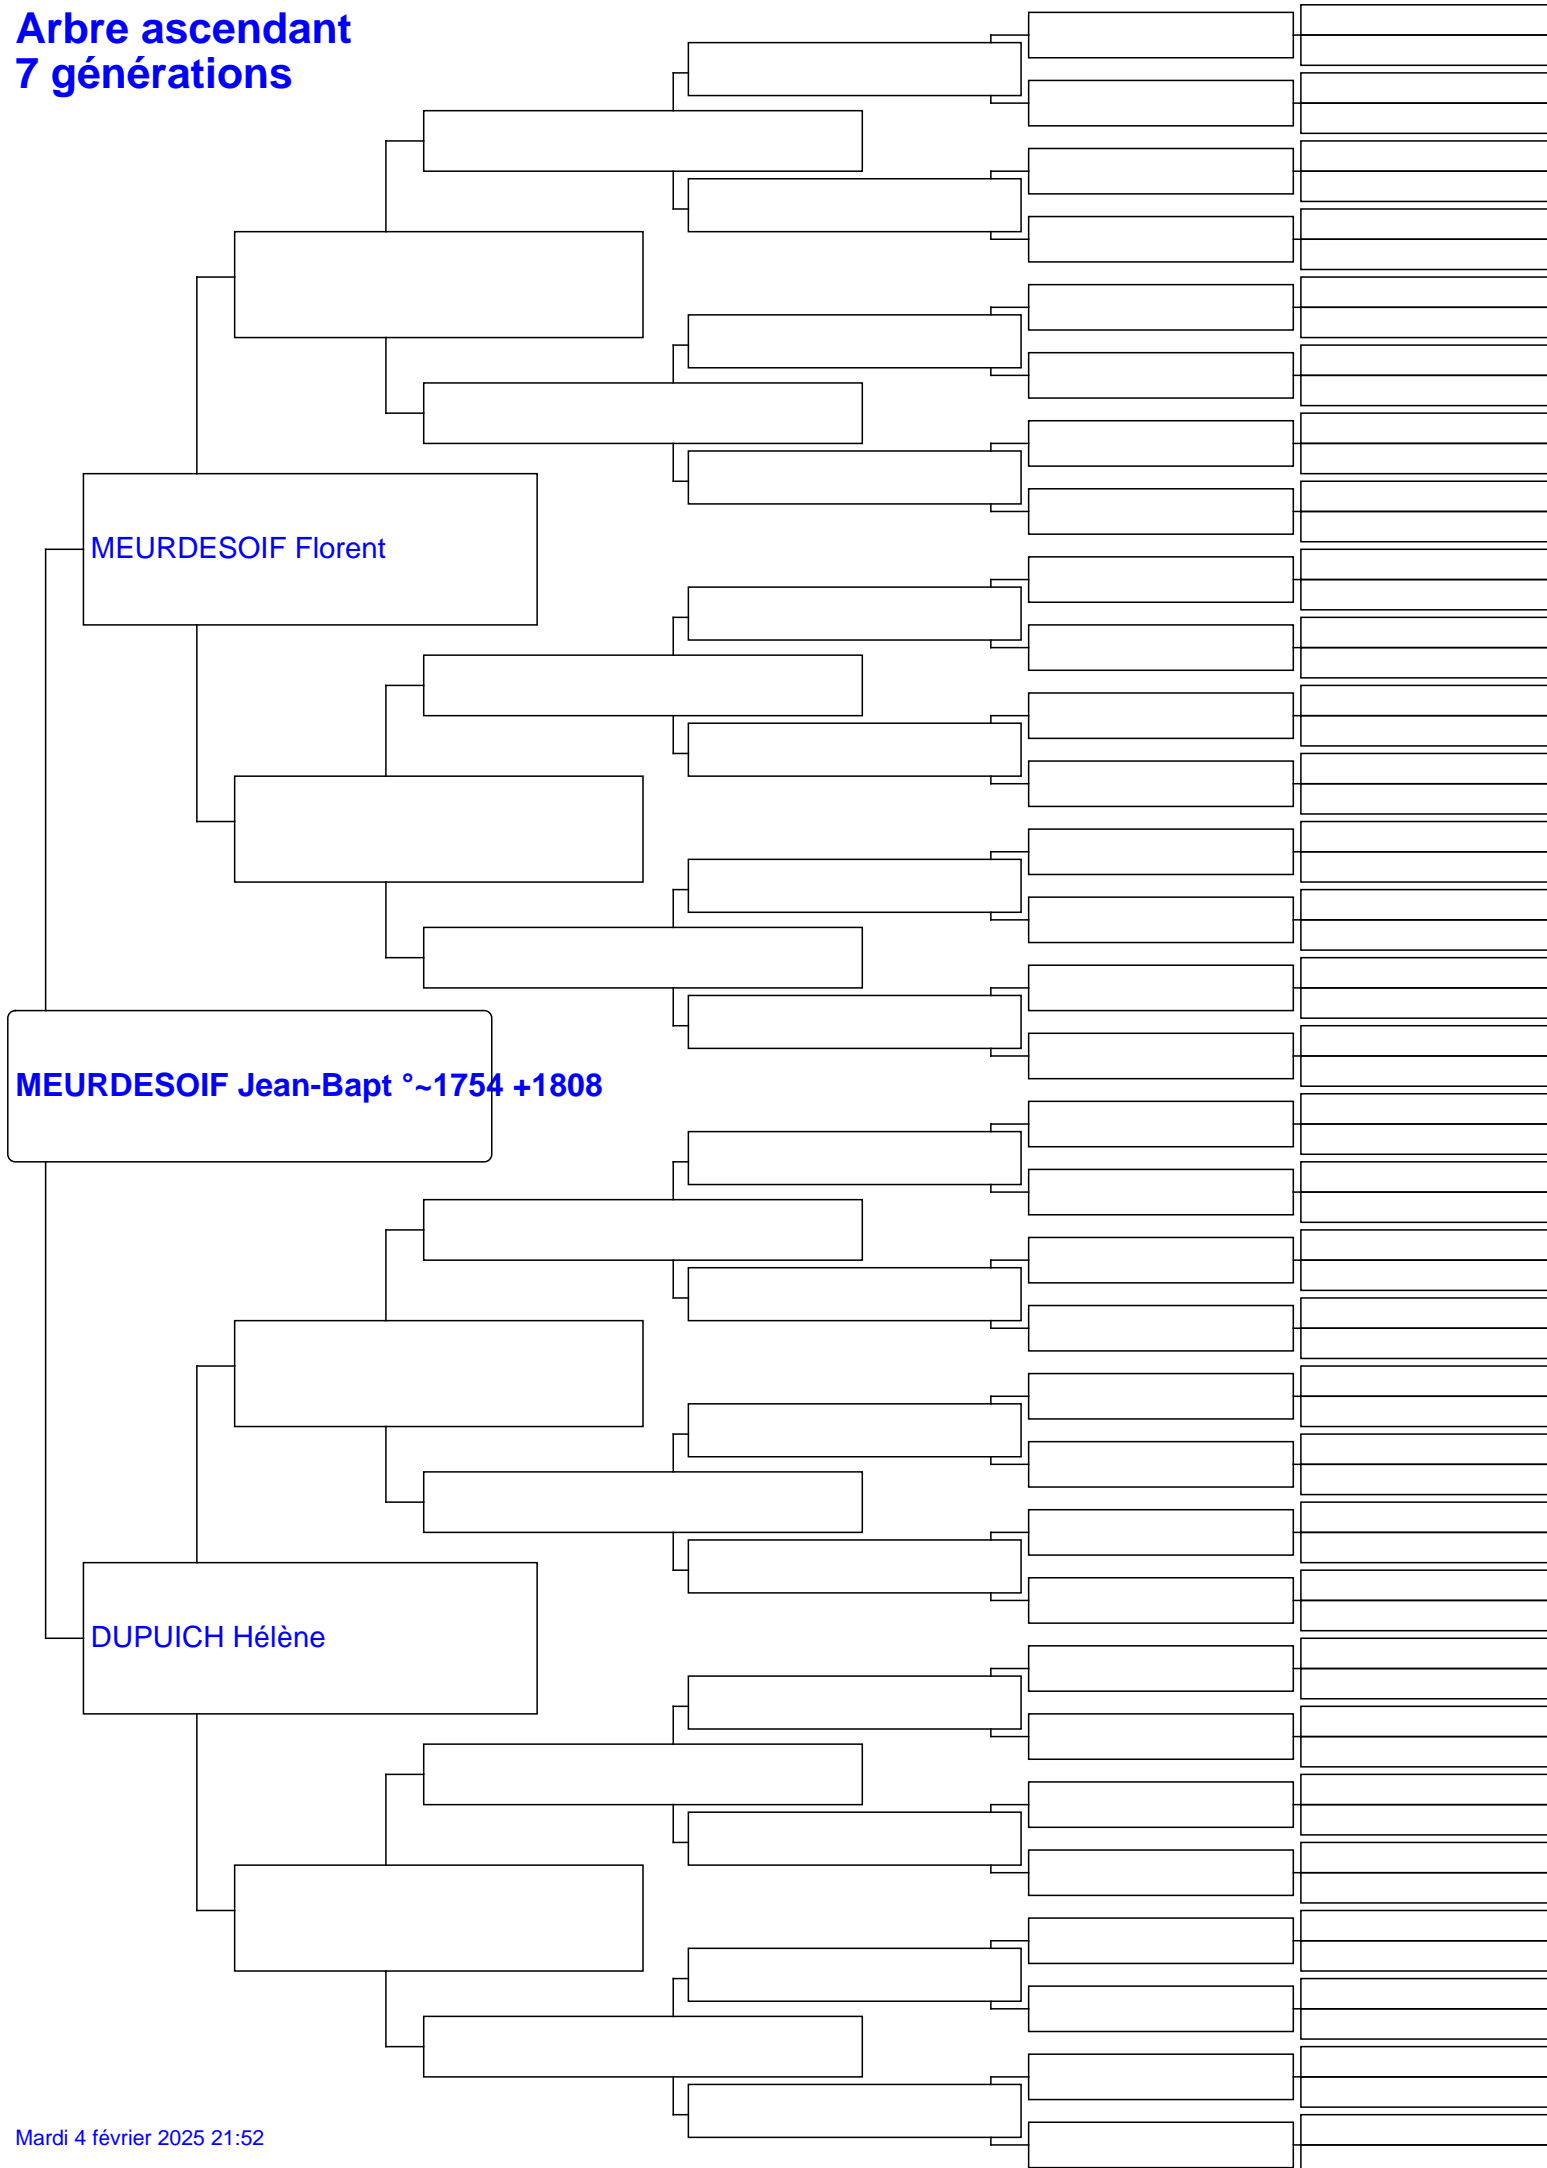 Arbre ascendant
7 générations
MEURDESOIF Florent
MEURDESOIF Jean-Bapt °~1754 +1808
DUPUICH Hélène
Mardi 4 février 2025 21:52